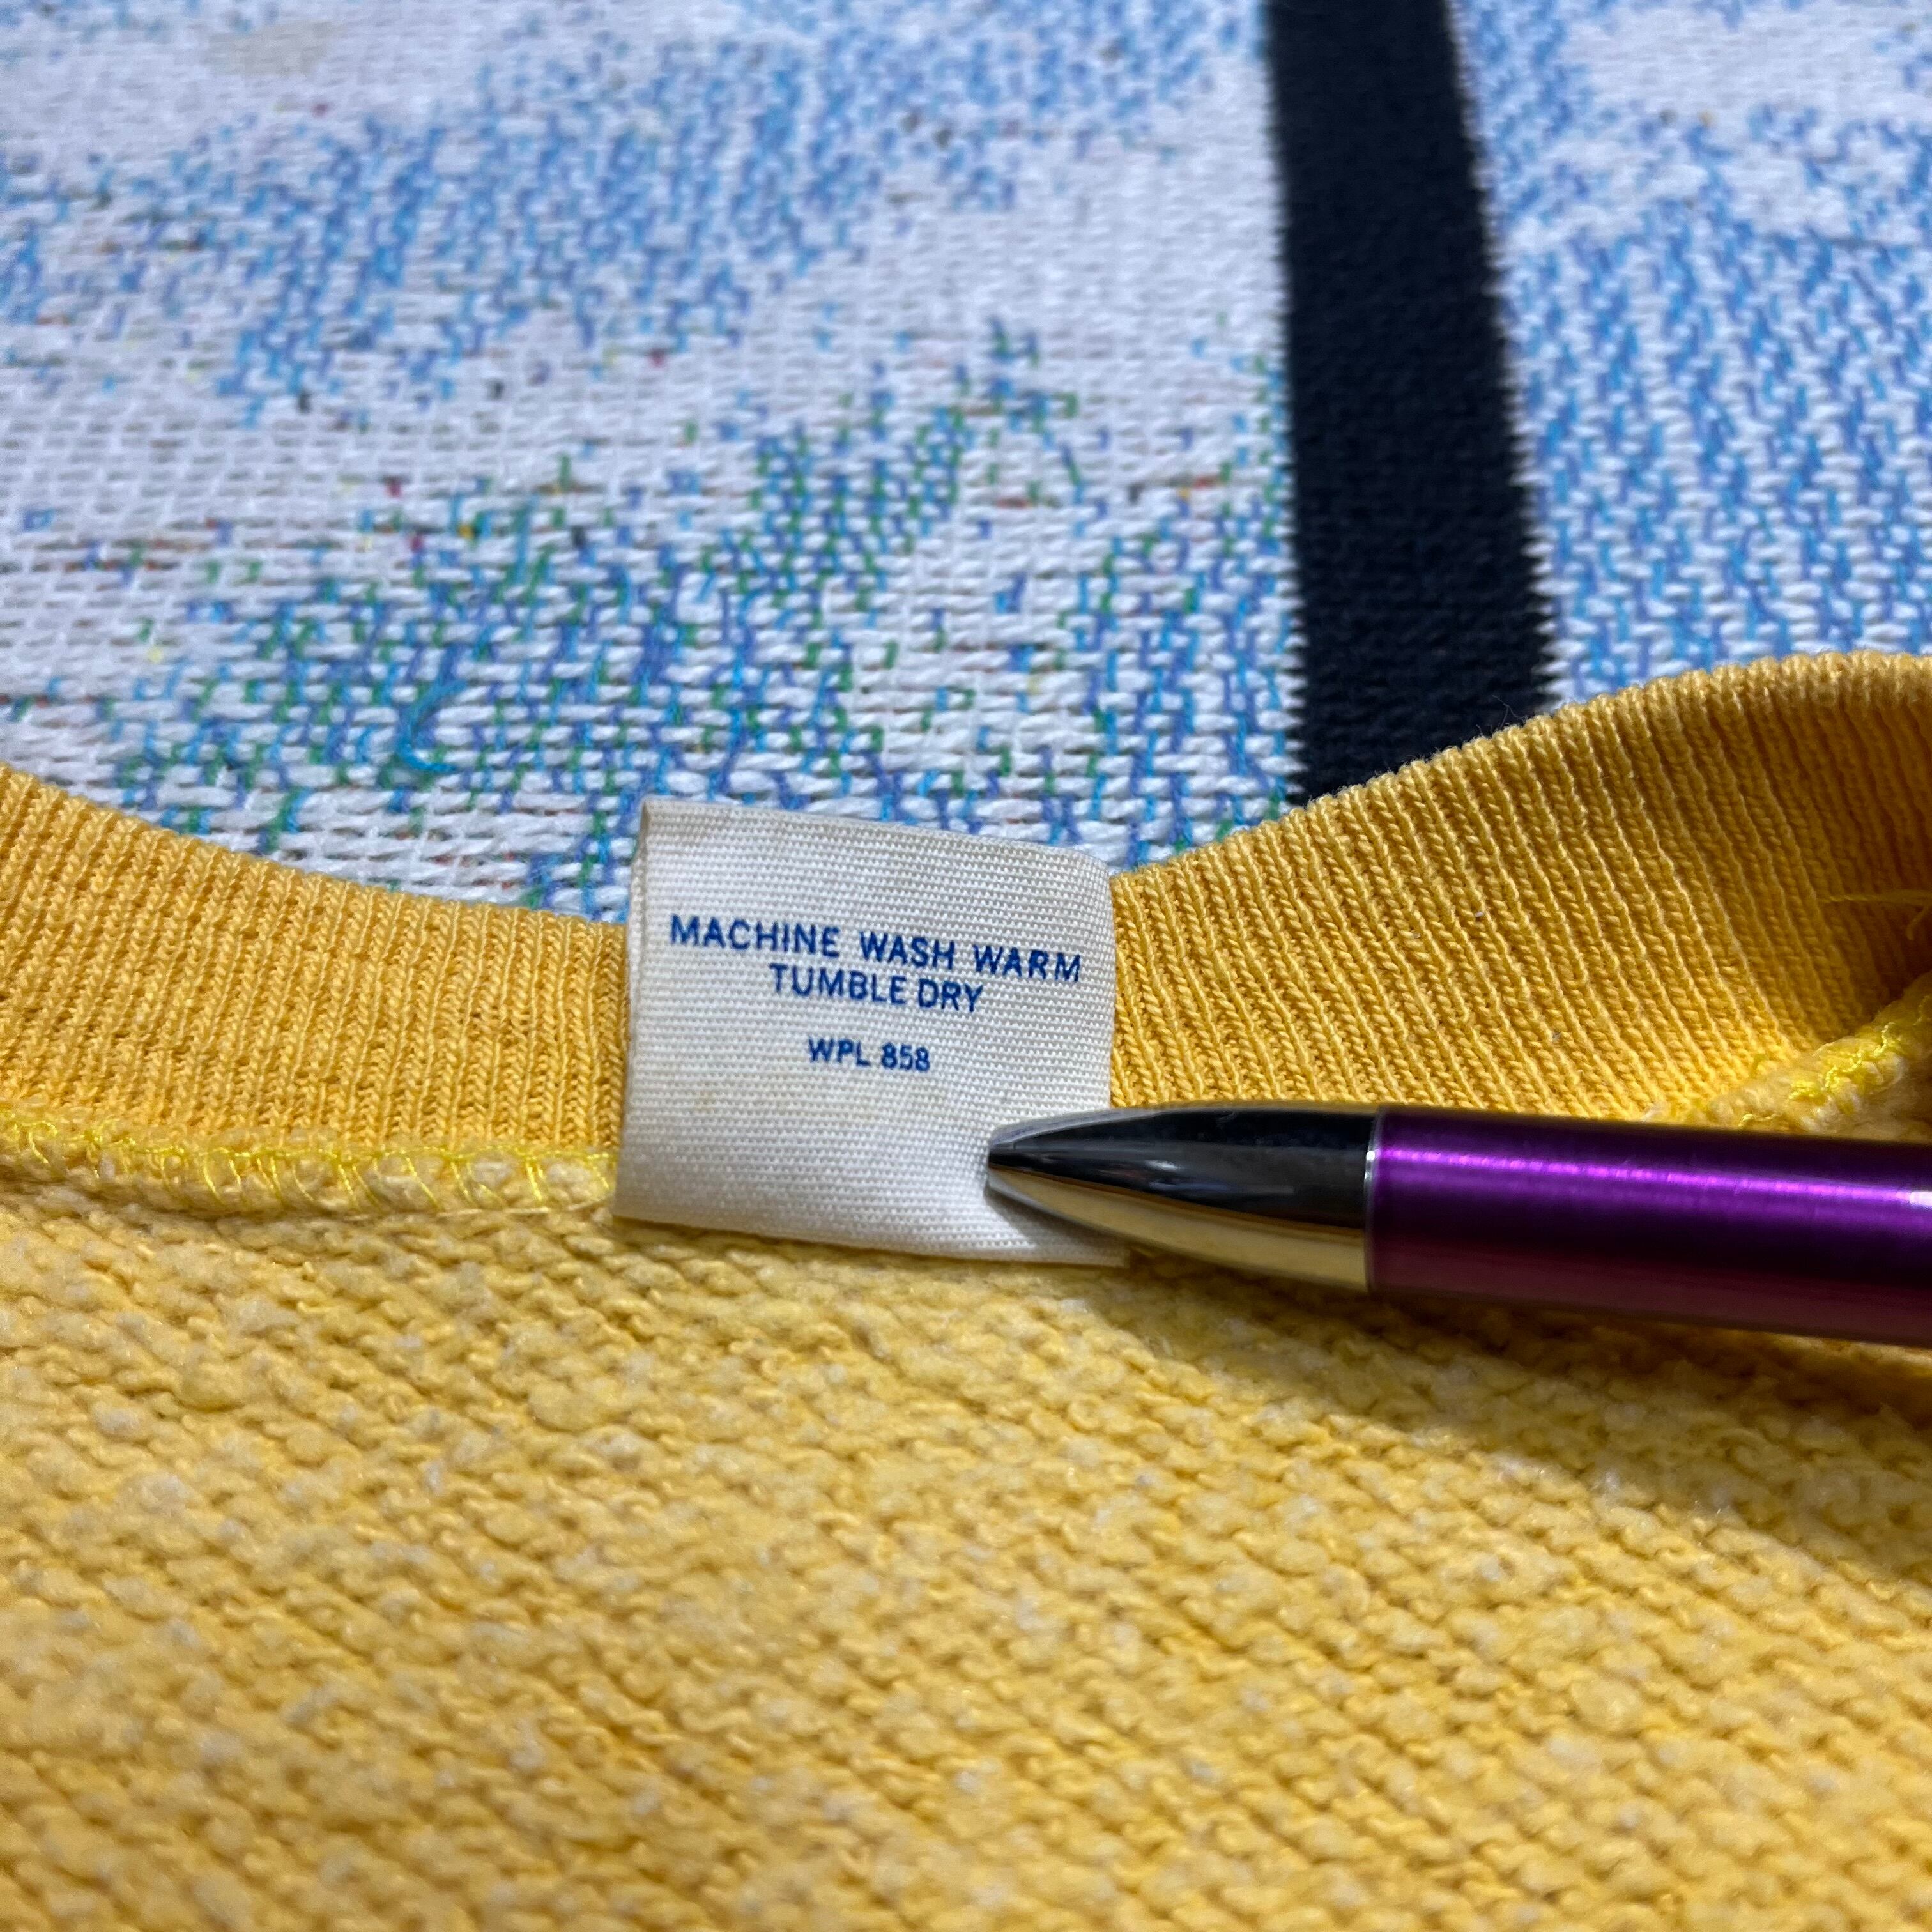 MACHINE WASH WARM
TUMBLE DRY
WPL 858